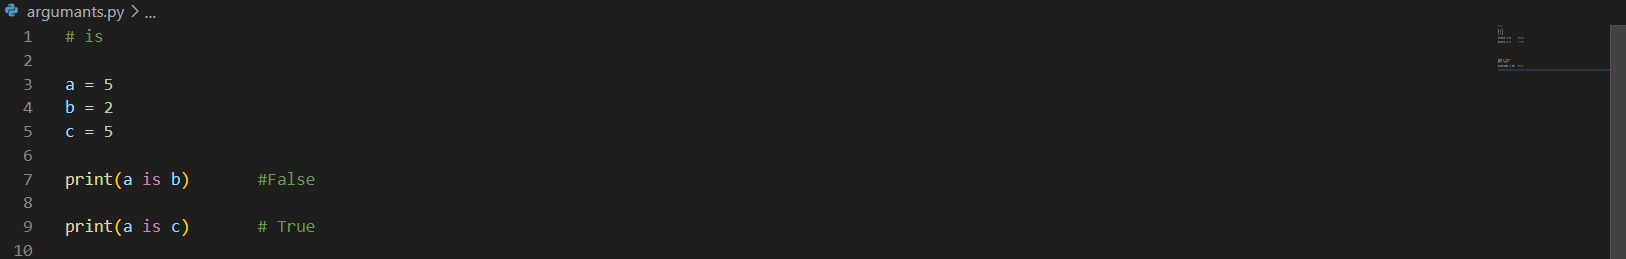 argumants.py > ...
1 # is
2
3 a = 5
4 b = 2
5 c = 5
6
7 print(a is b)       #False
8
9 print(a is c)       # True
10